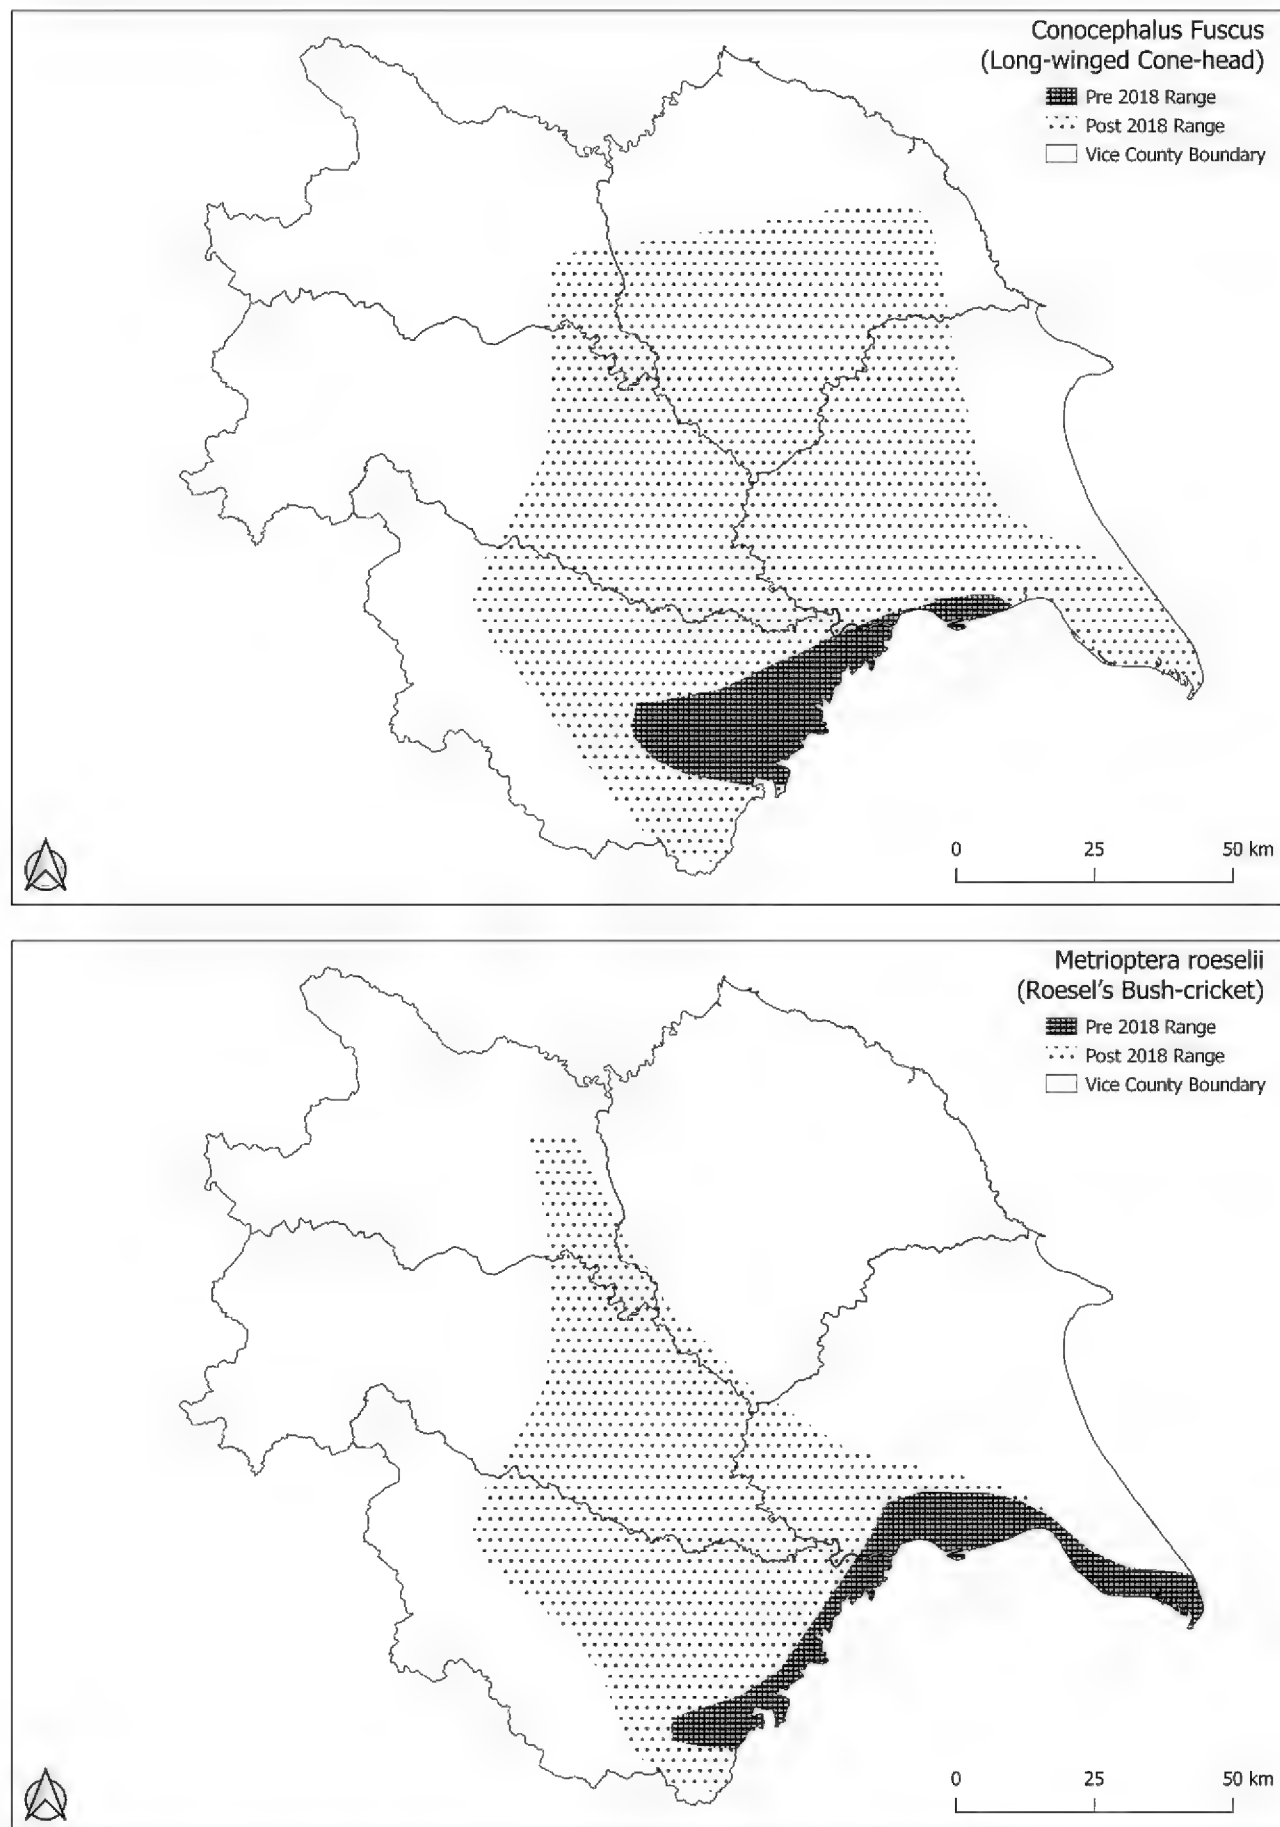 Conocephalus Fuscus
(Long-winged Cone-head)
Pre 2018 Range
Post 2018 Range
Vice County Boundary
0 25 50 km
Metrioptera roeselii
(Roesel's Bush-cricket)
Pre 2018 Range
Post 2018 Range
Vice County Boundary
0 25 50 km